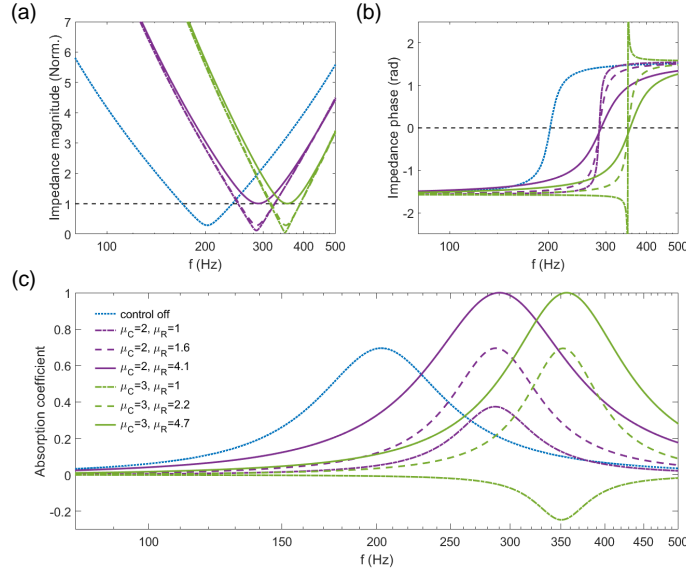 (a)
(b)
7
6
5
4
3
2
1
0
Impedance magnitude (Norm.)
100
200
300
400
500
f (Hz)
2
1
0
-1
-2
Impedance phase (rad)
100
200
300
400
500
f (Hz)
(c)
1
0.8
0.6
0.4
0.2
0
-0.2
Absorption coefficient
control off
μC=2, μR=1
μC=2, μR=1.6
μC=2, μR=4.1
μC=3, μR=1
μC=3, μR=2.2
μC=3, μR=4.7
100
150
200
250
300
350
400
450
500
f (Hz)